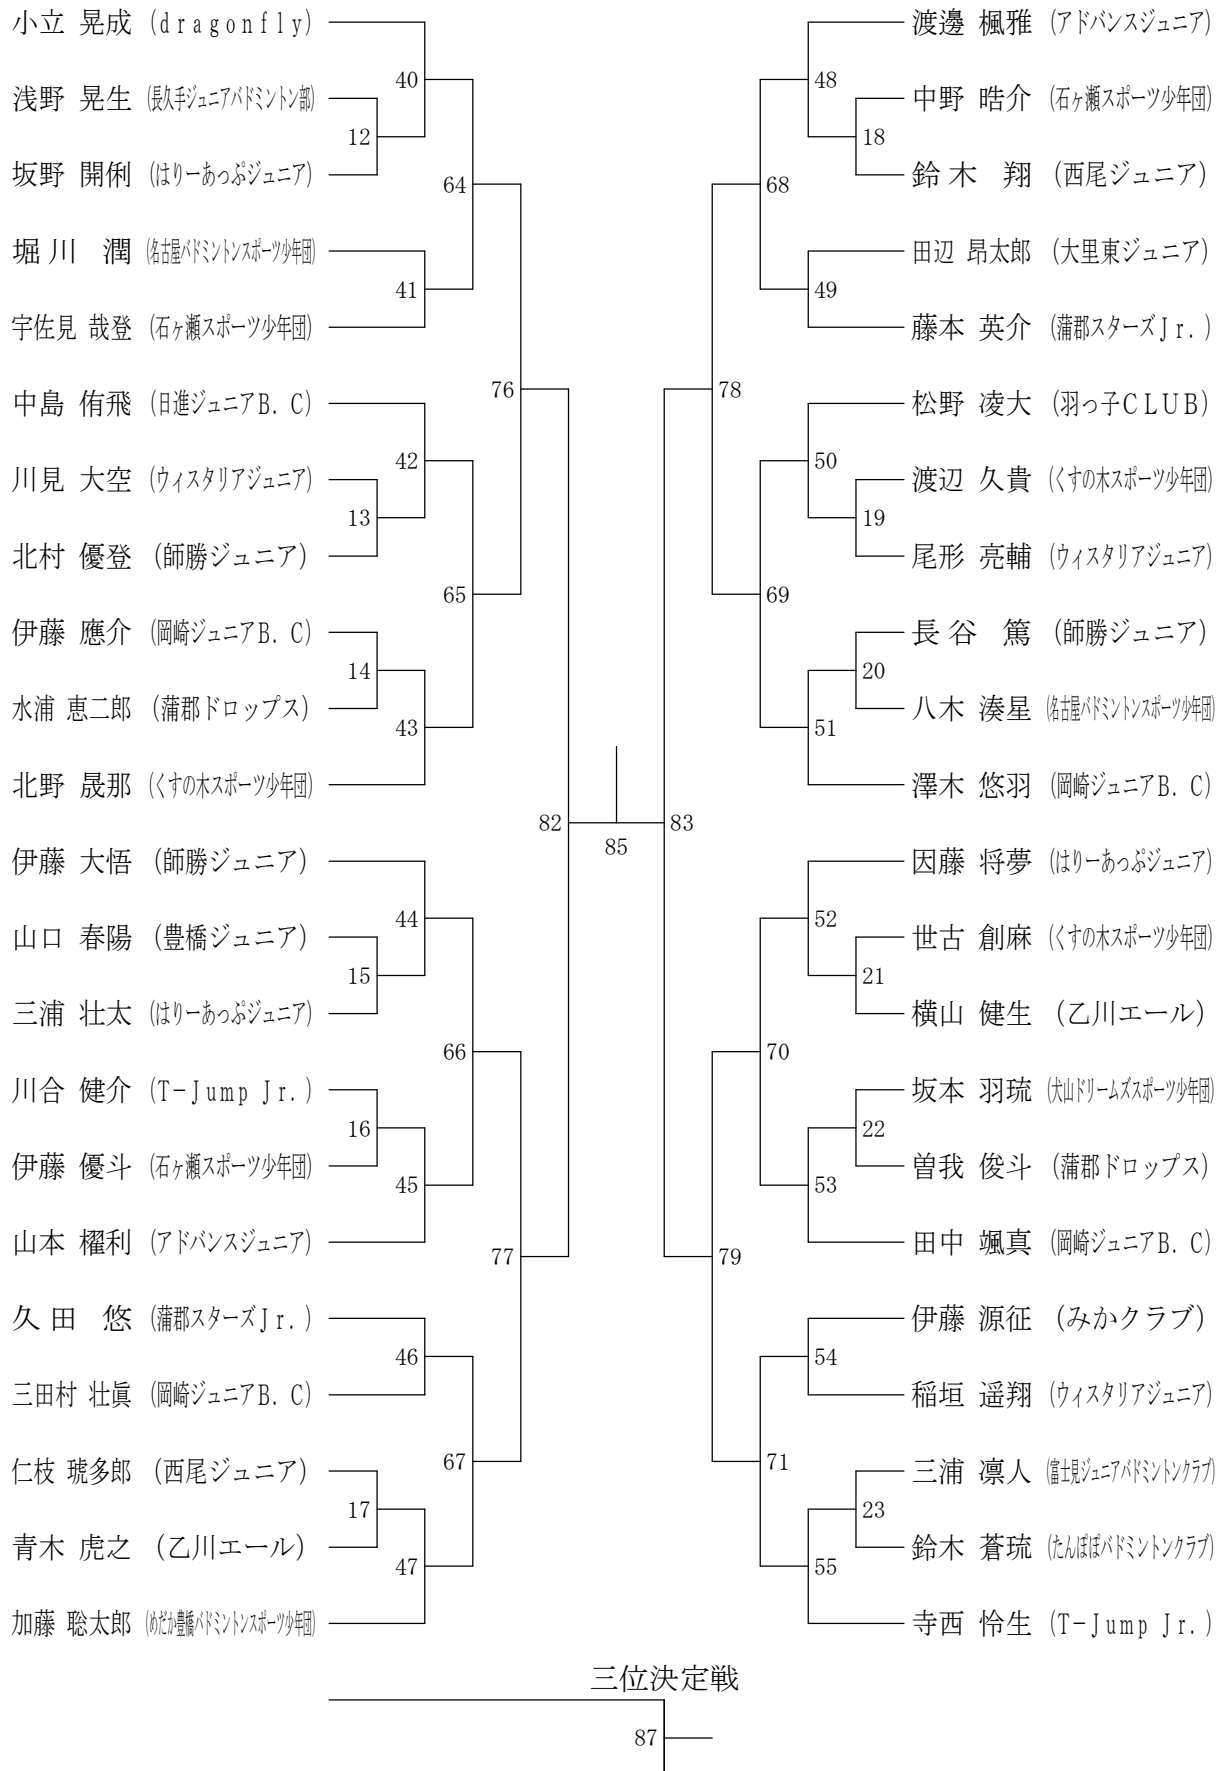 小立 晃成 (dragonfly)
40
浅野 晃生 (長久手ジュニアバドミントン部)
12
坂野 開俐 (はりーあっぷジュニア)
64
堀川 潤 (名古屋バドミントンスポーツ少年団)
41
宇佐見 哉登 (石ヶ瀬スポーツ少年団)
76
中島 侑飛 (日進ジュニアB.C)
42
川見 大空 (ウィスタリアジュニア)
13
北村 優登 (師勝ジュニア)
65
伊藤 應介 (岡崎ジュニアB.C)
14
水浦 恵二郎 (蒲郡ドロップス)
43
北野 晟那 (くすの木スポーツ少年団)
82
伊藤 大悟 (師勝ジュニア)
44
山口 春陽 (豊橋ジュニア)
15
三浦 壮太 (はりーあっぷジュニア)
66
川合 健介 (T-Jump Jr.)
16
伊藤 優斗 (石ヶ瀬スポーツ少年団)
45
山本 櫂利 (アドバンスジュニア)
77
久田 悠 (蒲郡スターズJr.)
46
三田村 壮眞 (岡崎ジュニアB.C)
67
仁枝 琥多郎 (西尾ジュニア)
17
青木 虎之 (乙川エール)
47
加藤 聡太郎 (めだか豊橋バドミントンスポーツ少年団)
85
渡邊 楓雅 (アドバンスジュニア)
48
中野 晧介 (石ヶ瀬スポーツ少年団)
18
鈴木 翔 (西尾ジュニア)
68
田辺 昂太郎 (大里東ジュニア)
49
藤本 英介 (蒲郡スターズJr.)
78
松野 凌大 (羽っ子CLUB)
50
渡辺 久貴 (くすの木スポーツ少年団)
19
尾形 亮輔 (ウィスタリアジュニア)
69
長谷 篤 (師勝ジュニア)
20
八木 湊星 (名古屋バドミントンスポーツ少年団)
51
澤木 悠羽 (岡崎ジュニアB.C)
83
因藤 将夢 (はりーあっぷジュニア)
52
世古 創麻 (くすの木スポーツ少年団)
21
横山 健生 (乙川エール)
70
坂本 羽琉 (犬山ドリームズスポーツ少年団)
22
曽我 俊斗 (蒲郡ドロップス)
53
田中 颯真 (岡崎ジュニアB.C)
79
伊藤 源征 (みかクラブ)
54
稲垣 遥翔 (ウィスタリアジュニア)
71
三浦 凛人 (富士見ジュニアバドミントンクラブ)
23
鈴木 蒼琉 (たんぽぽバドミントンクラブ)
55
寺西 怜生 (T-Jump Jr.)
三位決定戦
87